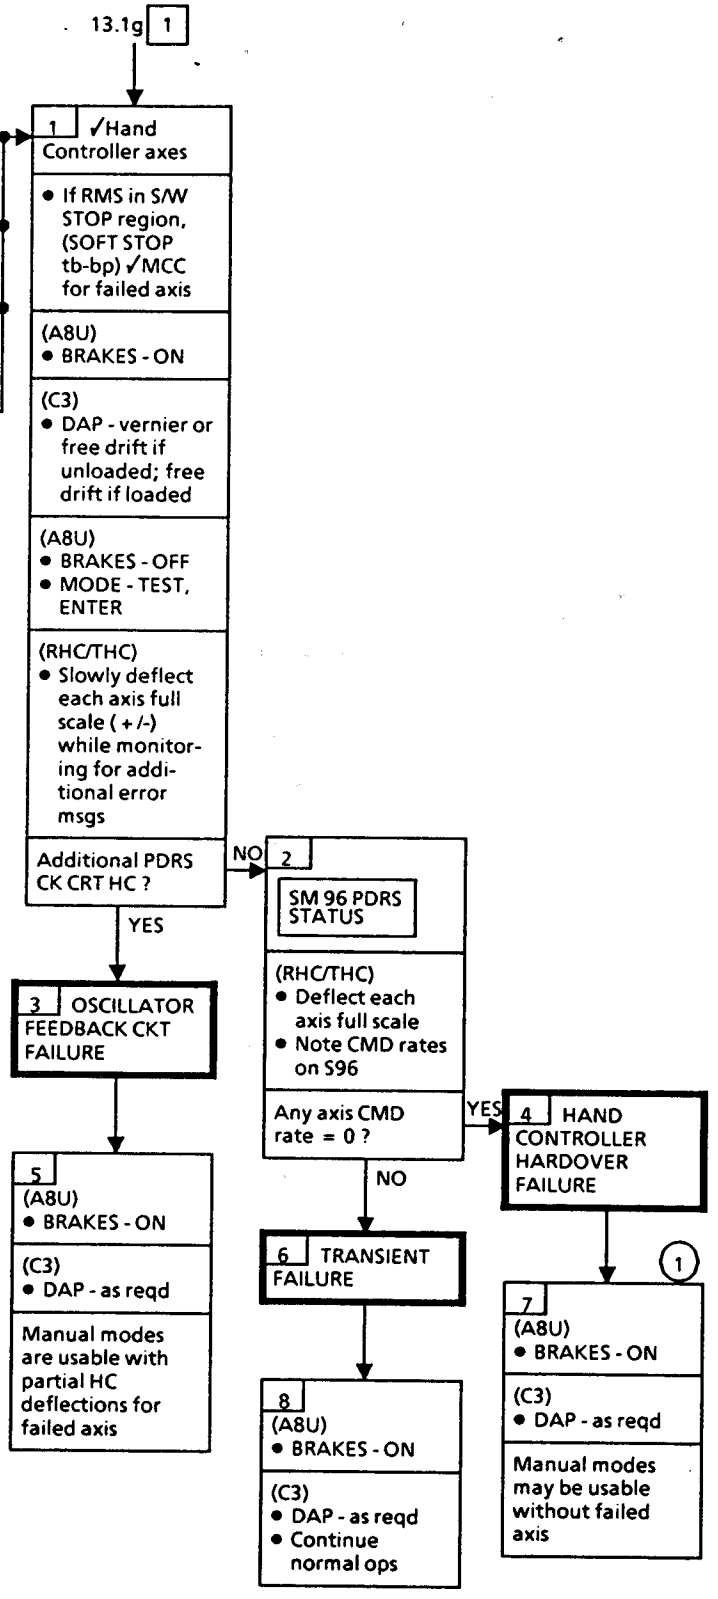 13.1g 1
1 ✓Hand
Controller axes
● If RMS in S/W
STOP region,
(SOFT STOP
tb-bp) ✓MCC
for failed axis
(A8U)
● BRAKES - ON
(C3)
● DAP - vernier or
free drift if
unloaded; free
drift if loaded
(A8U)
● BRAKES - OFF
● MODE - TEST,
ENTER
(RHC/THC)
● Slowly deflect
each axis full
scale ( + /-)
while monitor-
ing for addi-
tional error
msgs
Additional PDRS
CK CRT HC ?
NO
YES
2
SM 96 PDRS
STATUS
(RHC/THC)
● Deflect each
axis full scale
● Note CMD rates
on S96
Any axis CMD
rate = 0 ?
YES
NO
3 OSCILLATOR
FEEDBACK CKT
FAILURE
4 HAND
CONTROLLER
HARDOVER
FAILURE
5
(A8U)
● BRAKES - ON
(C3)
● DAP - as reqd
Manual modes
are usable with
partial HC
deflections for
failed axis
6 TRANSIENT
FAILURE
1
7
(A8U)
● BRAKES - ON
(C3)
● DAP - as reqd
Manual modes
may be usable
without failed
axis
8
(A8U)
● BRAKES - ON
(C3)
● DAP - as reqd
● Continue
normal ops